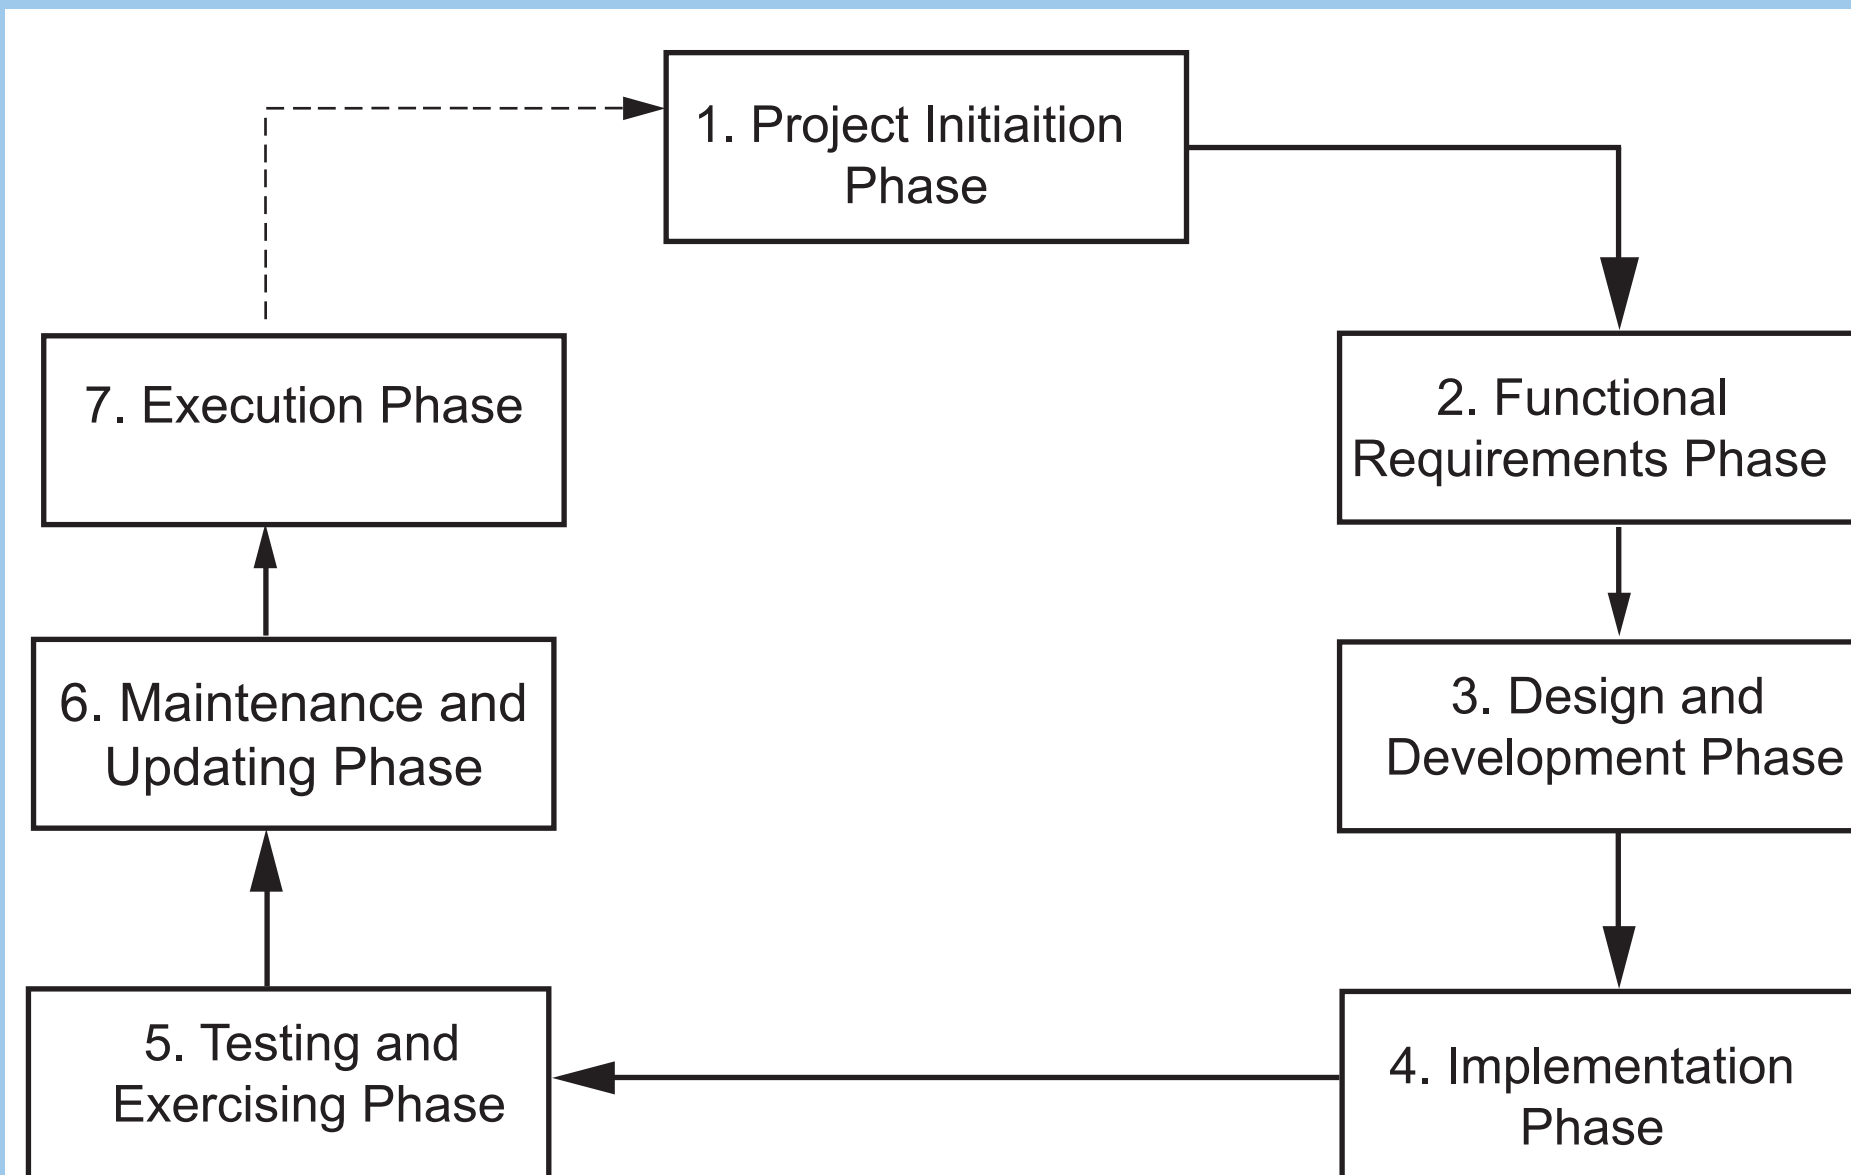 1. Project Initiaition
Phase
2. Functional
Requirements Phase
3. Design and
Development Phase
4. Implementation
Phase
5. Testing and
Exercising Phase
6. Maintenance and
Updating Phase
7. Execution Phase